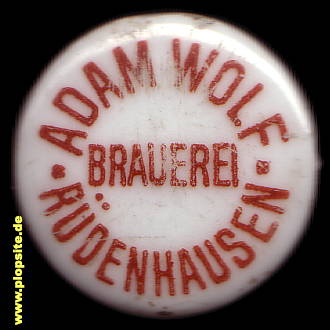 ADAM WOLF
BRAUEREI
RÜDENHAUSEN
© www.plopsite.de